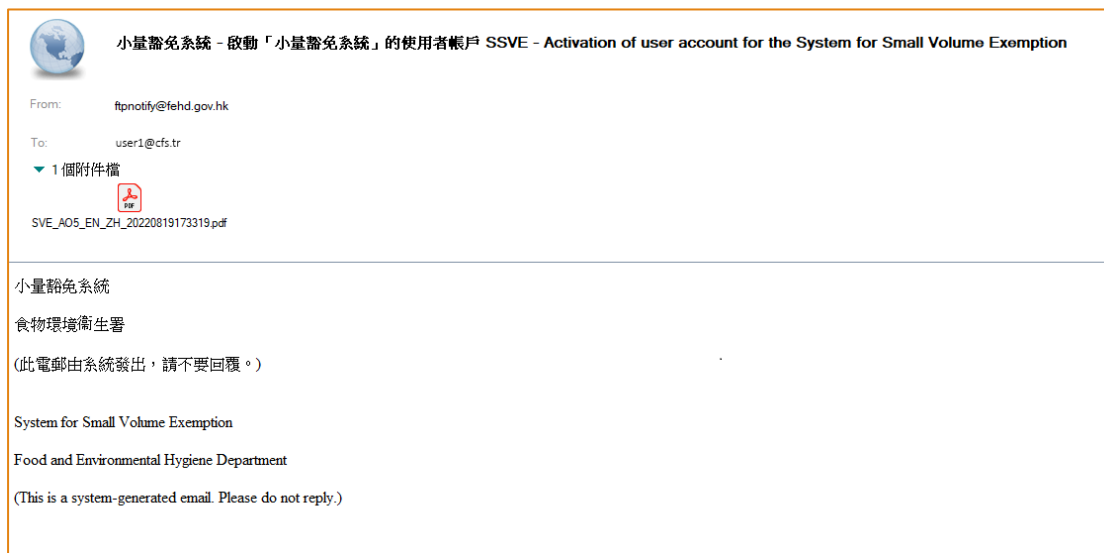 小量豁免系統 - 啟動「小量豁免系統」的使用者帳戶 SSVE - Activation of user account for the System for Small Volume Exemption
From: ftpnotify@fehd.gov.hk
To: user1@cfs.tr
1 個附件檔
PDF
SVE_AO5_EN_ZH_20220819173319.pdf
小量豁免系統
食物環境衞生署
(此電郵由系統發出，請不要回覆。)
System for Small Volume Exemption
Food and Environmental Hygiene Department
(This is a system-generated email. Please do not reply.)